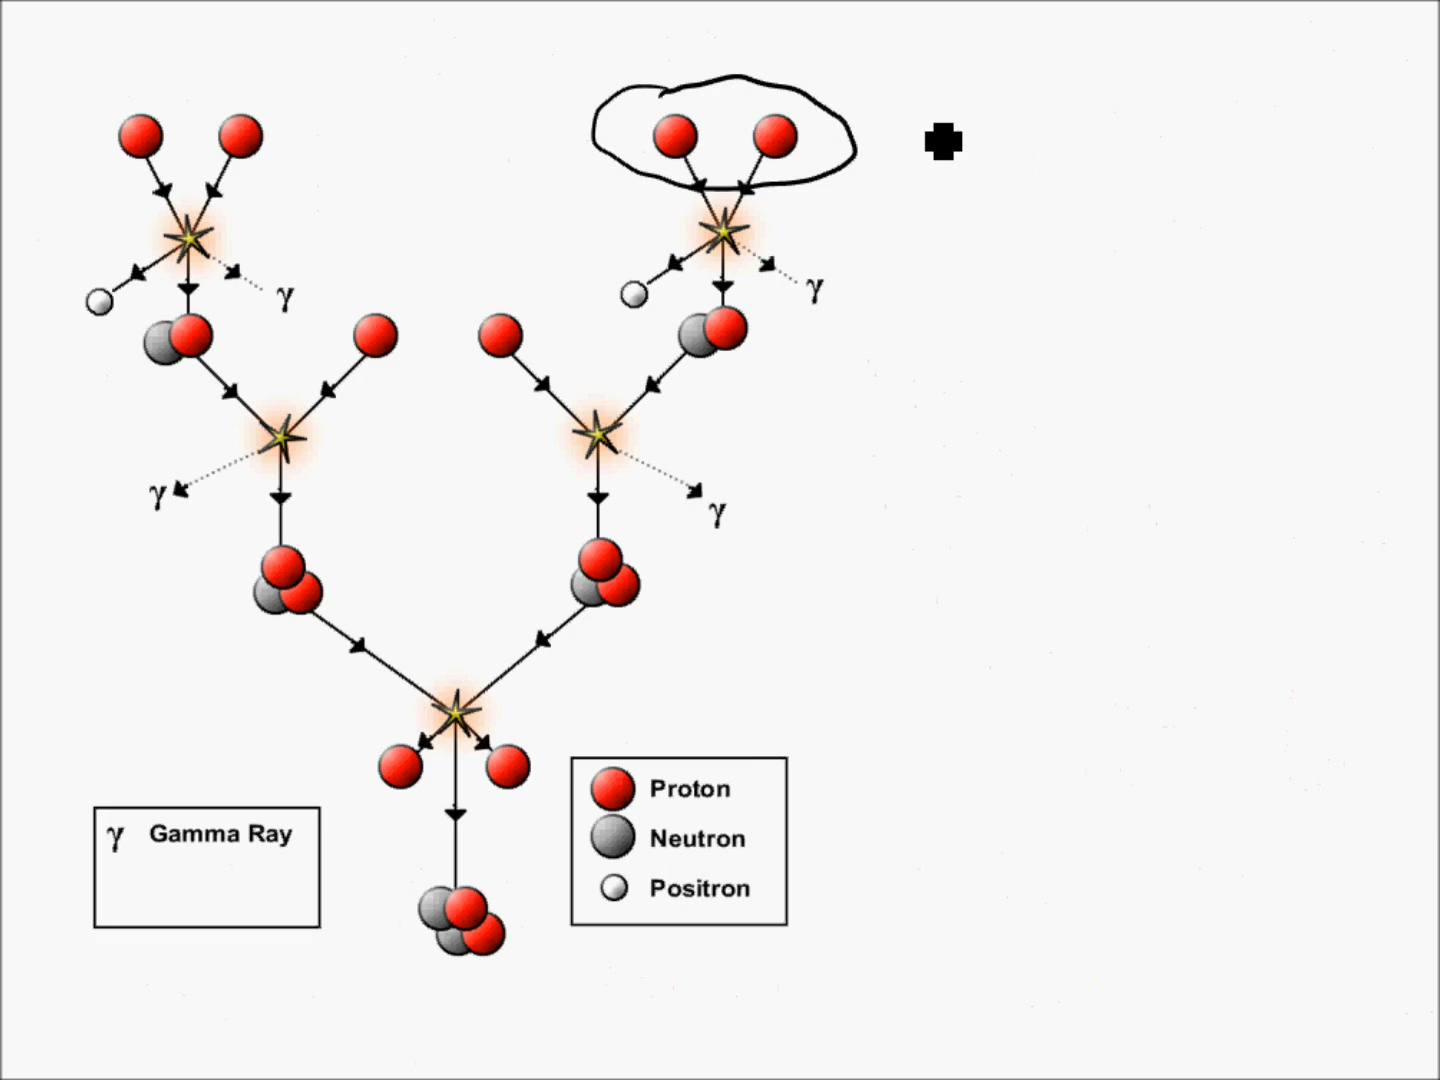 γ
γ
γ
γ
Proton
γ Gamma Ray
Neutron
Positron